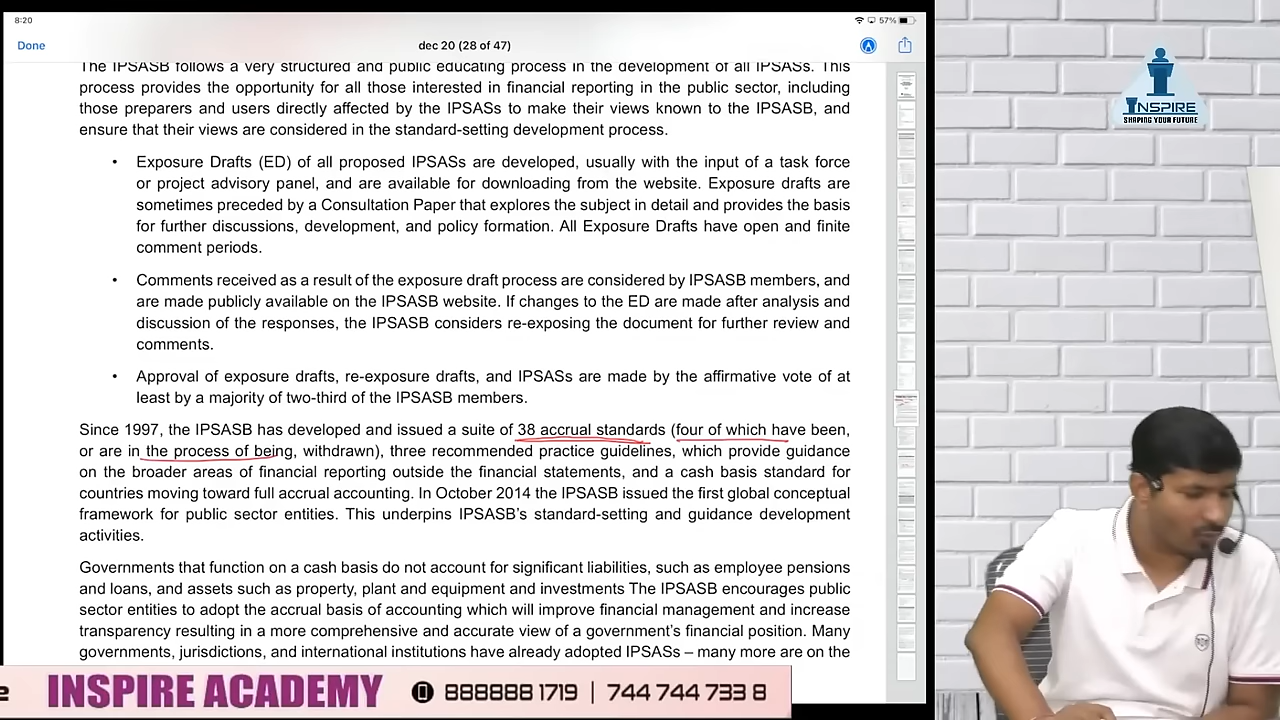 8:20
57%
Done
dec 20 (28 of 47)
The IPSASB follows a very structured and public dedicating process in the development of all IPSASs. This
process provides the opportunity for all those interested in financial reporting in the public sector, including
those preparers and users directly affected by the IPSASs to make their views known to the IPSASB, and
ensure that their views are considered in the standard-setting development process.
• Exposure Drafts (ED) of all proposed IPSASs are developed, usually with the input of a task force
or project advisory panel, and are available for downloading from the website. Exposure drafts are
sometimes preceded by a Consultation Paper that explores the subject in detail and provides the basis
for further discussions, development, and policy formation. All Exposure Drafts have open and finite
comment periods.
• Comments received as a result of the exposure draft process are considered by IPSASB members, and
are made publicly available on the IPSASB website. If changes to the ED are made after analysis and
discussion of the responses, the IPSASB considers re-exposing the document for further review and
comments.
• Approval of exposure drafts, re-exposure drafts, and IPSASs are made by the affirmative vote of at
least by a majority of two-third of the IPSASB members.
Since 1997, the IPSASB has developed and issued a suite of 38 accrual standards (four of which have been,
or are in the process of being, withdrawn), three recommended practice guidelines, which provide guidance
on the broader areas of financial reporting outside the financial statements, and a cash basis standard for
countries moving toward full accrual accounting. In October 2014 the IPSASB issued the first global conceptual
framework for public sector entities. This underpins IPSASB's standard-setting and guidance development
activities.
Governments that function on a cash basis do not account for significant liabilities, such as employee pensions
and loans, and assets such as property, plant and equipment and investments The IPSASB encourages public
sector entities to adopt the accrual basis of accounting which will improve financial management and increase
transparency resulting in a more comprehensive and accurate view of a government's financial position. Many
governments, jurisdictions, and international institutions have already adopted IPSASs – many more are on the
INSPIRE
SHAPING YOUR FUTURE
e INSPIRE ACADEMY 888888 1719 | 744 744 733 8